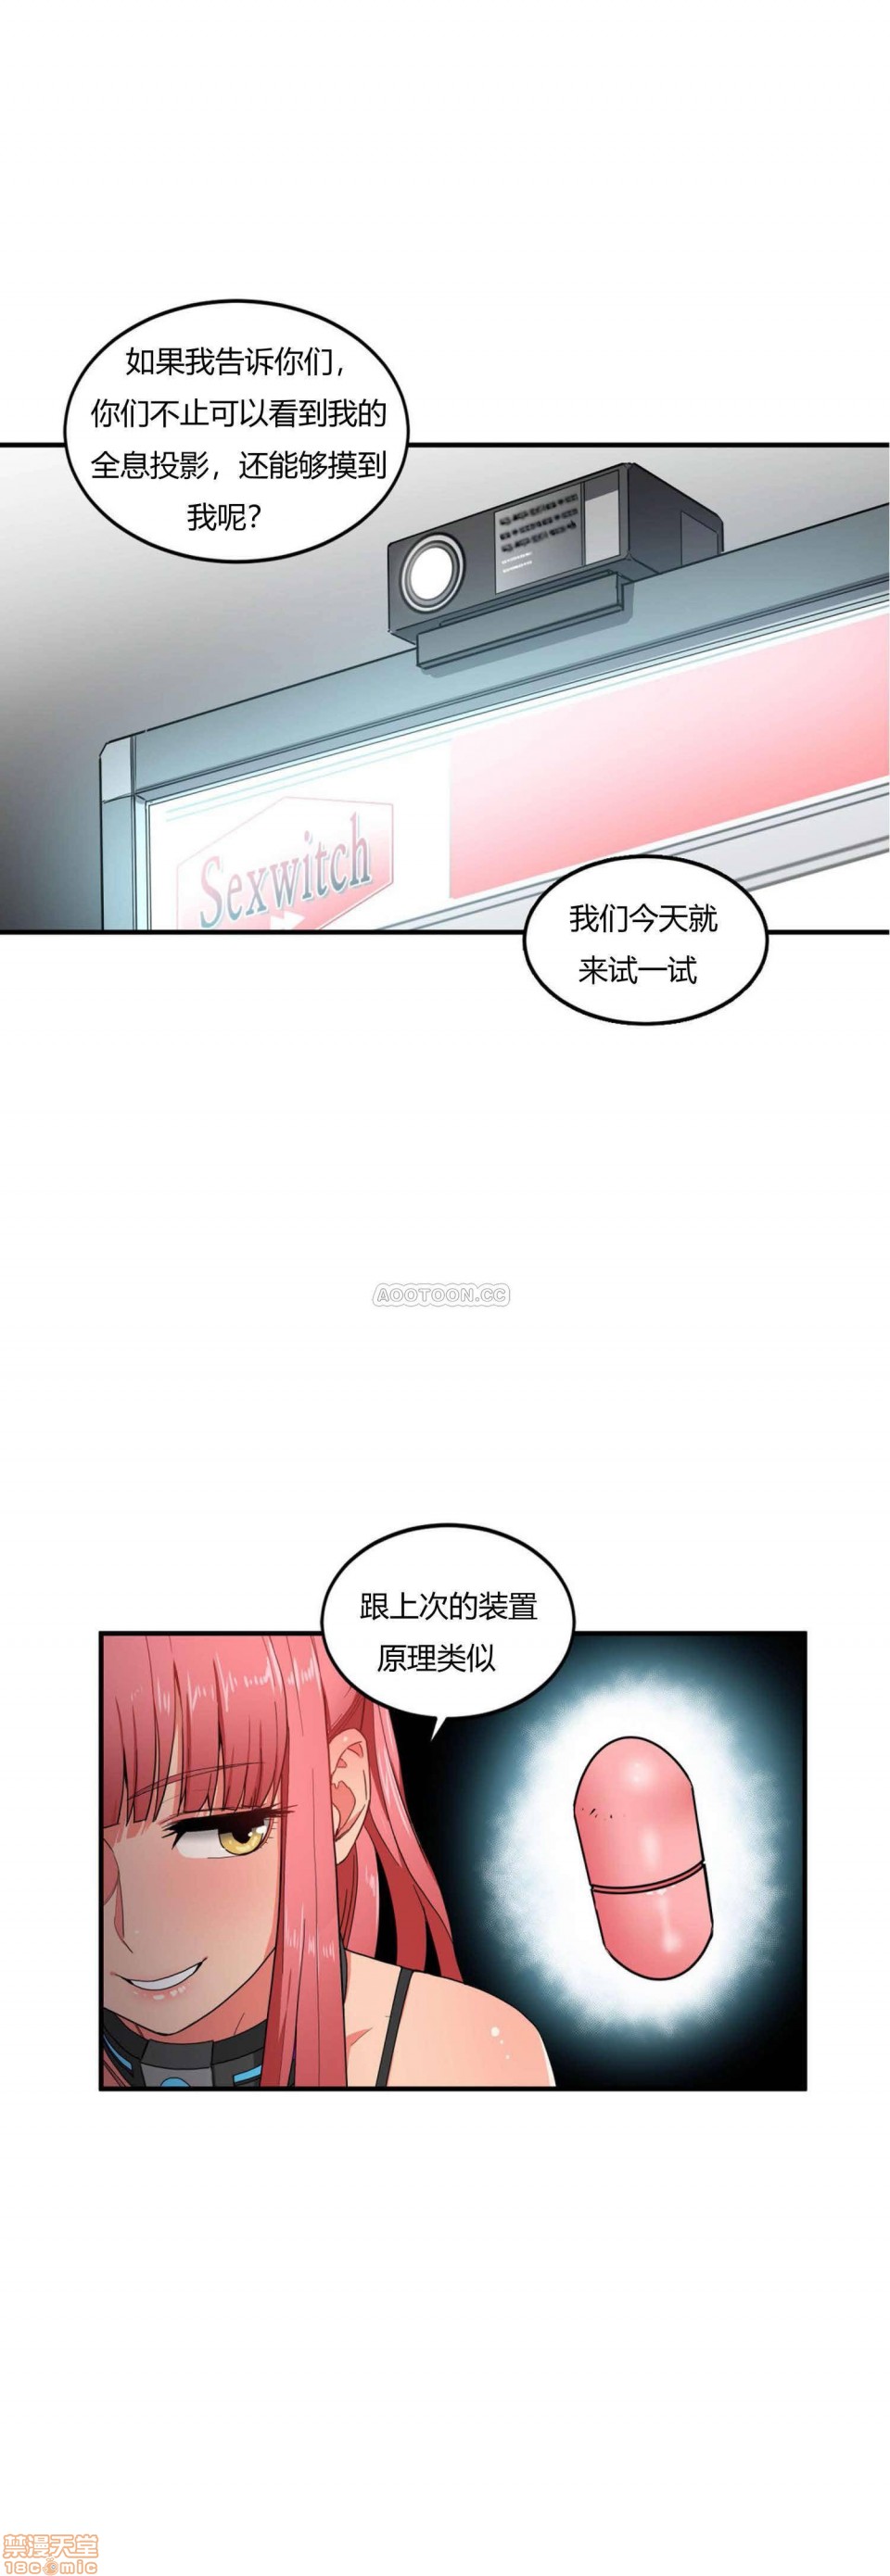 如果我告诉你们，
你们不止可以看到我的
全息投影，还能够摸到
我呢？
Sexwitch
我们今天就
来试一试
AOOTOON.CC
跟上次的装置
原理类似
禁漫天堂
18comic